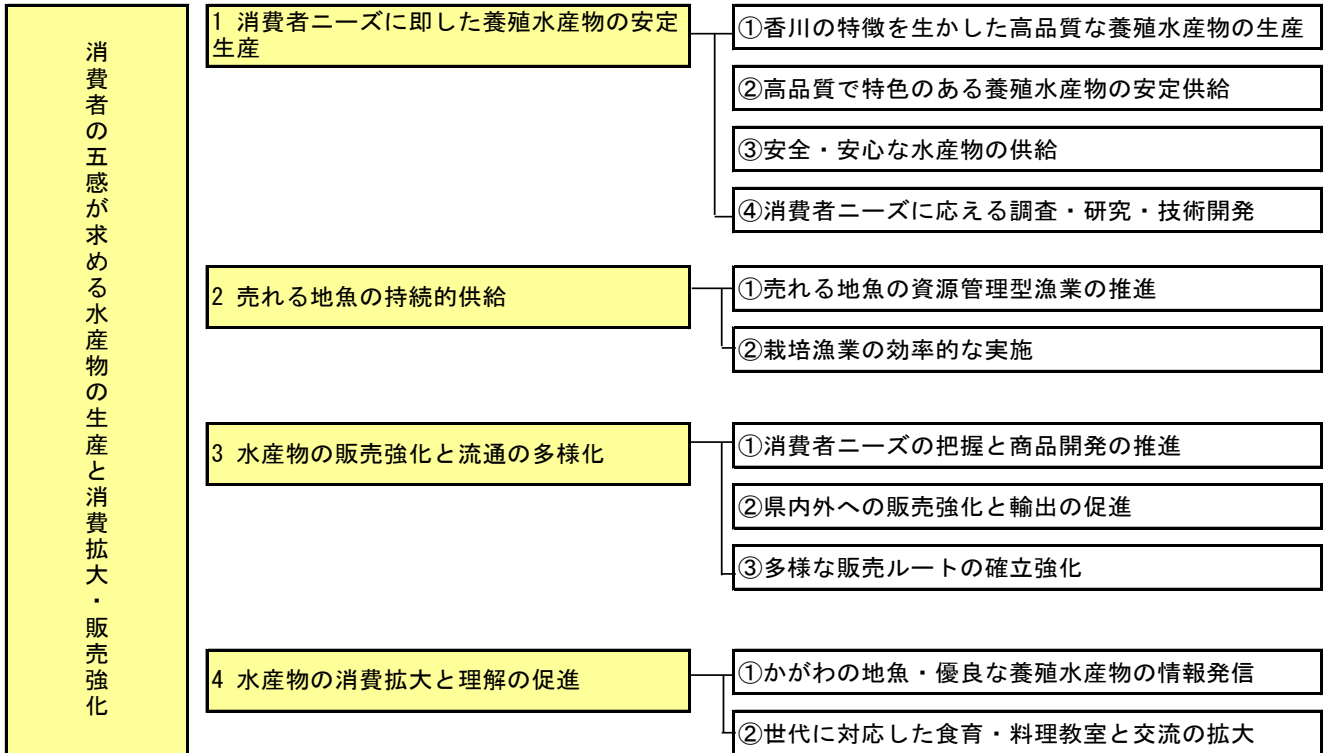 消費者の五感が求める水産物の生産と消費拡大・販売強化
1 消費者ニーズに即した養殖水産物の安定
生産
①香川の特徴を生かした高品質な養殖水産物の生産
②高品質で特色のある養殖水産物の安定供給
③安全・安心な水産物の供給
④消費者ニーズに応える調査・研究・技術開発
2 売れる地魚の持続的供給
①売れる地魚の資源管理型漁業の推進
②栽培漁業の効率的な実施
3 水産物の販売強化と流通の多様化
①消費者ニーズの把握と商品開発の推進
②県内外への販売強化と輸出の促進
③多様な販売ルートの確立強化
4 水産物の消費拡大と理解の促進
①かがわの地魚・優良な養殖水産物の情報発信
②世代に対応した食育・料理教室と交流の拡大